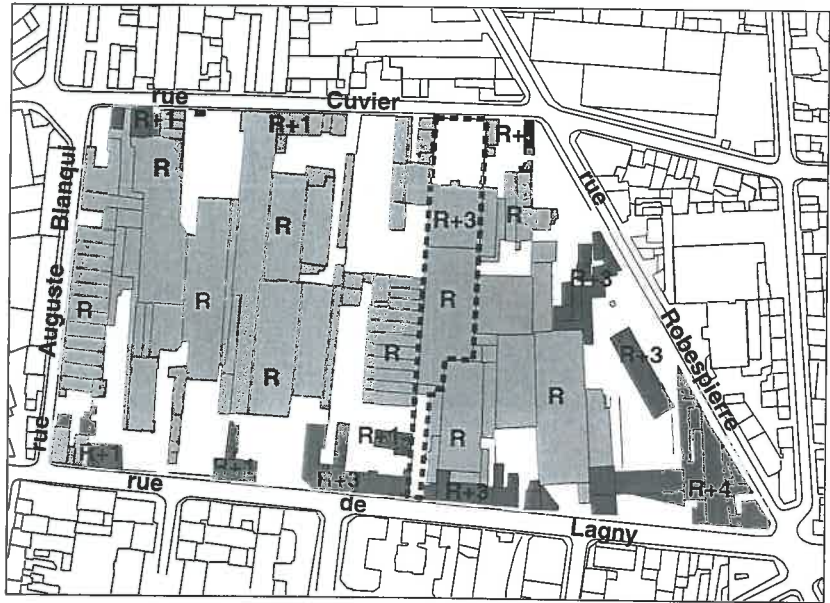 rue Cuvier
R+1
R+1
R+
R
rue
R+3
R
R
Auguste Blanqui
R
R
R
R+3
R
R+3
Robespierre
R
R
R
R
R+1
rue
R+1
R+1
R+3
R+3
R+4
rue de Lagny